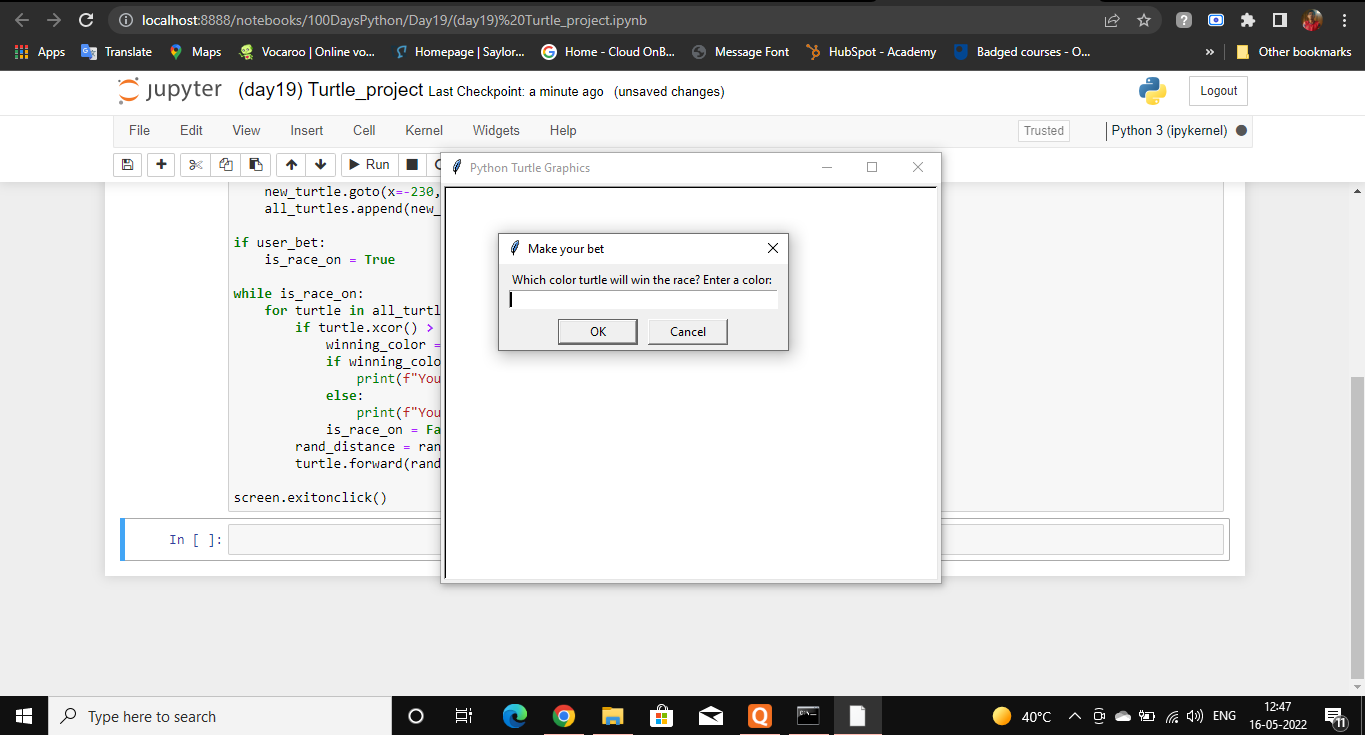 localhost:8888/notebooks/100DaysPython/Day19/(day19)%20Turtle_project.ipynb
Apps Translate Maps Vocaroo | Online vo... Homepage | Saylor... Home - Cloud OnB... Message Font HubSpot - Academy Badged courses - O... » Other bookmarks
jupyter (day19) Turtle_project Last Checkpoint: a minute ago (unsaved changes) Logout
File Edit View Insert Cell Kernel Widgets Help Trusted Python 3 (ipykernel)
Run
Python Turtle Graphics
new_turtle.goto(x=-230,
all_turtles.append(new_
if user_bet:
is_race_on = True
while is_race_on:
for turtle in all_turtl
if turtle.xcor() >
winning_color =
if winning_colo
print(f"You
else:
print(f"You
is_race_on = Fa
rand_distance = ran
turtle.forward(rand
screen.exitonclick()
Make your bet
Which color turtle will win the race? Enter a color:
OK Cancel
In [ ]:
Type here to search
40°C ENG
12:47
16-05-2022
11